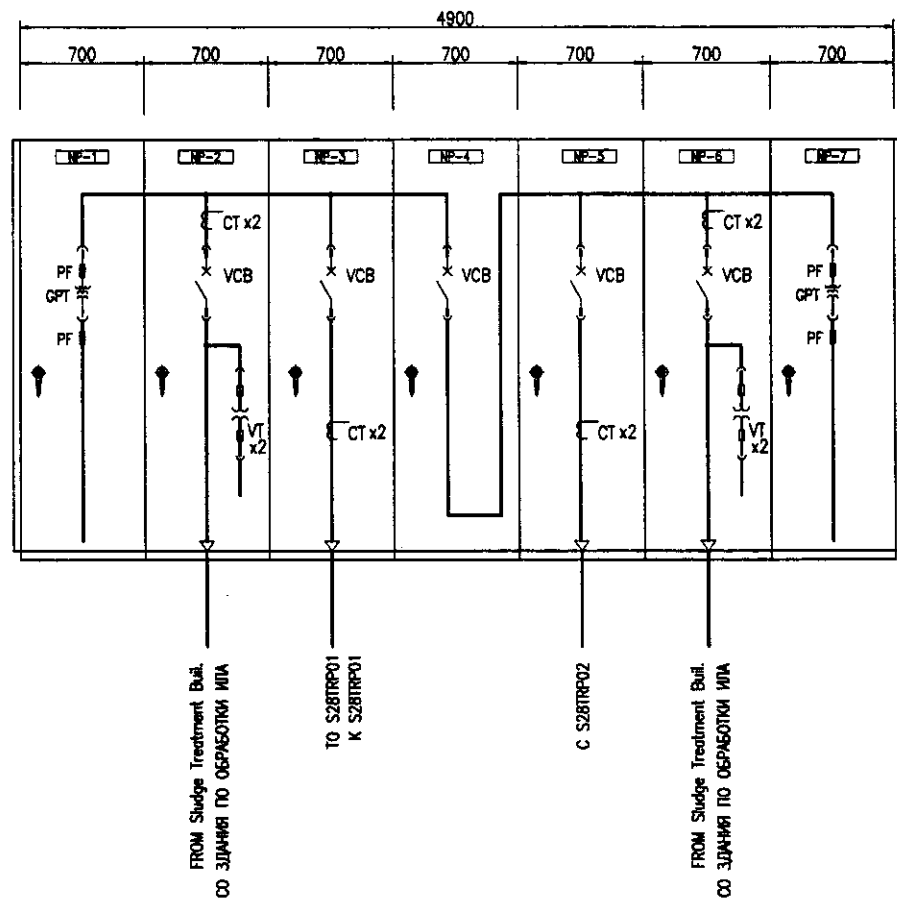 4900
700 700 700 700 700 700 700
NP-1 NP-2 NP-3 NP-4 NP-5 NP-6 NP-7
CT x2 CT x2
PF VCB VCB VCB VCB VCB PF
GPT GPT
PF PF
VT
x2
CT x2
CT x2
VT
x2
FROM Sludge Treatment Buil.
СО ЗДАНИЯ ПО ОБРАБОТКИ ИЛА
TO S28TRP01
К S28TRP01
С S28TRP02
FROM Sludge Treatment Buil.
СО ЗДАНИЯ ПО ОБРАБОТКИ ИЛА